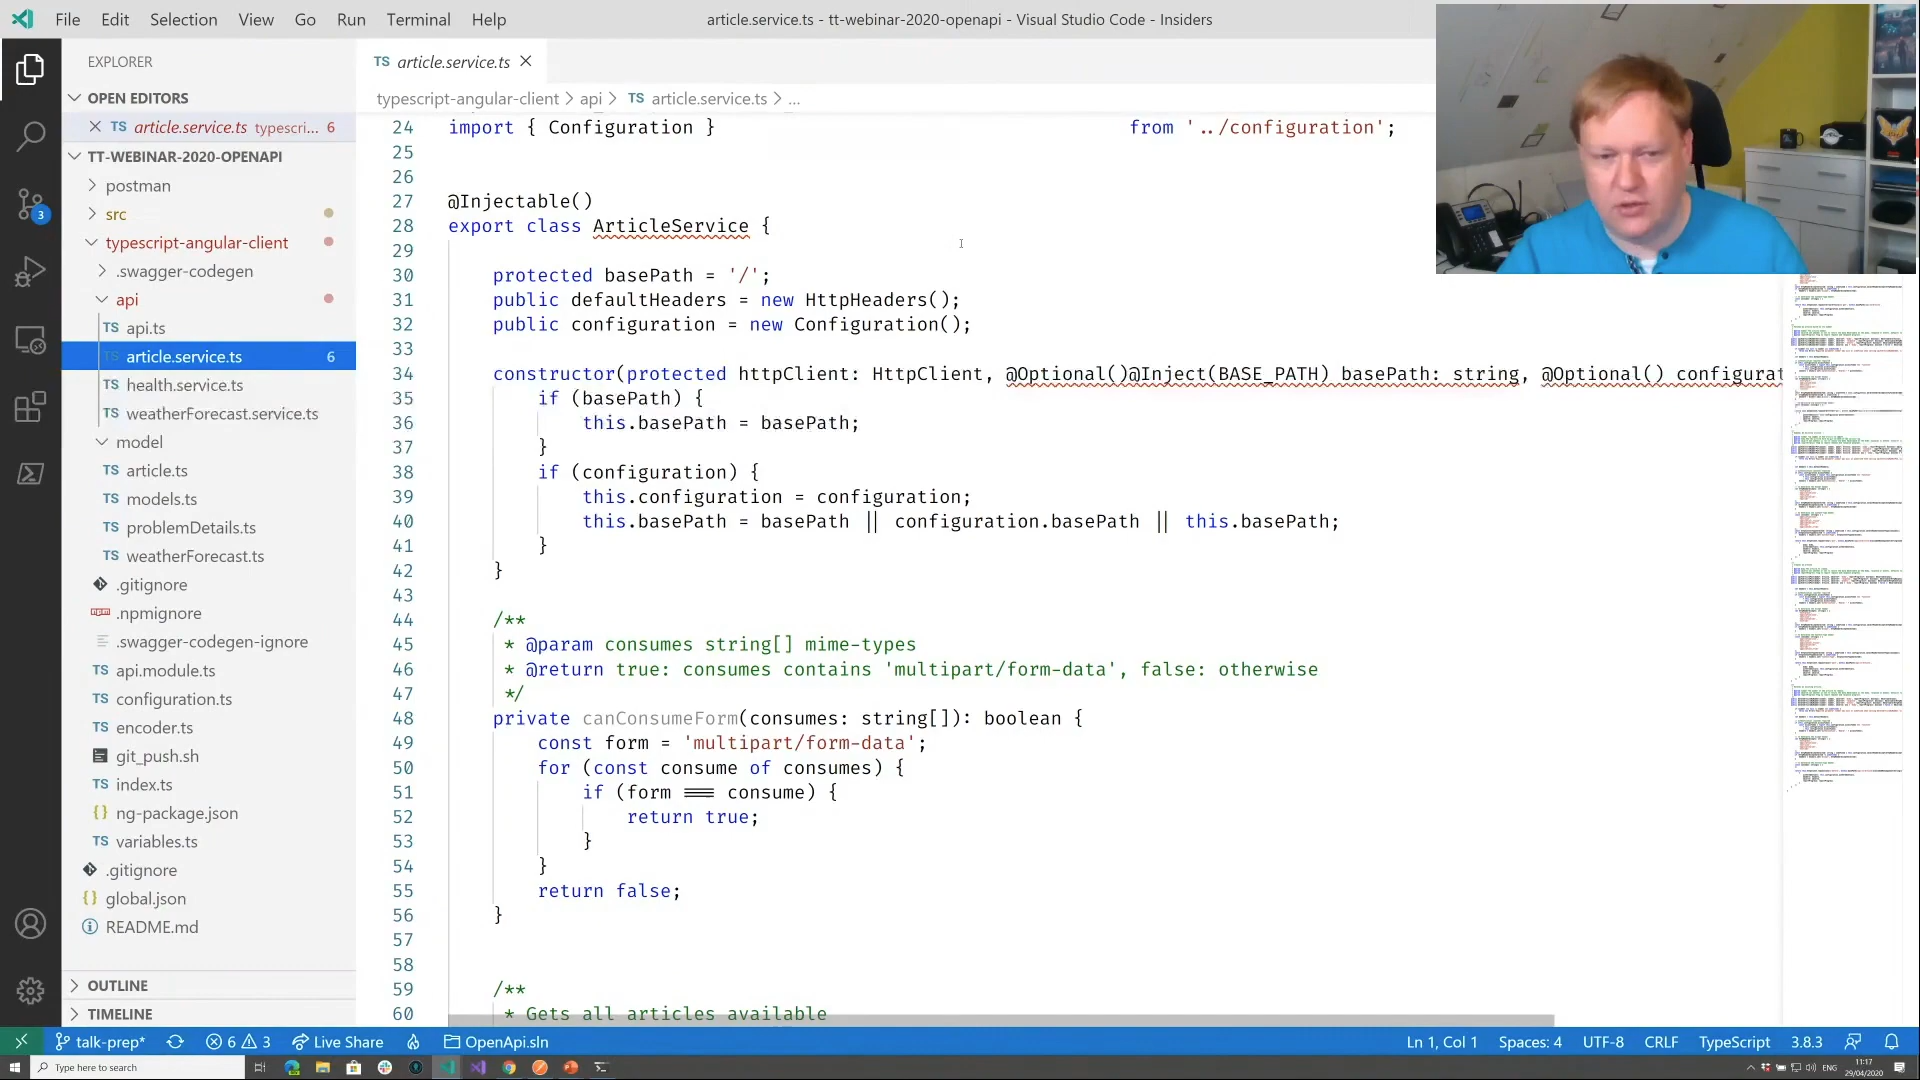 File Edit Selection View Go Run Terminal Help
article.service.ts - tt-webinar-2020-openapi - Visual Studio Code - Insiders
EXPLORER
OPEN EDITORS
TS article.service.ts typescri... 6
TT-WEBINAR-2020-OPENAPI
postman
src
typescript-angular-client
.swagger-codegen
api
TS api.ts
TS article.service.ts 6
TS health.service.ts
TS weatherForecast.service.ts
model
TS article.ts
TS models.ts
TS problemDetails.ts
TS weatherForecast.ts
.gitignore
.npmignore
.swagger-codegen-ignore
TS api.module.ts
TS configuration.ts
TS encoder.ts
git_push.sh
TS index.ts
{} ng-package.json
TS variables.ts
.gitignore
{} global.json
README.md
OUTLINE
TIMELINE
3
TS article.service.ts
typescript-angular-client > api > TS article.service.ts > ...
24 import { Configuration } from '../configuration';
25
26
27 @Injectable()
28 export class ArticleService {
29
30 protected basePath = '/';
31 public defaultHeaders = new HttpHeaders();
32 public configuration = new Configuration();
33
34 constructor(protected httpClient: HttpClient, @Optional()@Inject(BASE_PATH) basePath: string, @Optional() configurat
35 if (basePath) {
36 this.basePath = basePath;
37 }
38 if (configuration) {
39 this.configuration = configuration;
40 this.basePath = basePath || configuration.basePath || this.basePath;
41 }
42 }
43
44 /**
45 * @param consumes string[] mime-types
46 * @return true: consumes contains 'multipart/form-data', false: otherwise
47 */
48 private canConsumeForm(consumes: string[]): boolean {
49 const form = 'multipart/form-data';
50 for (const consume of consumes) {
51 if (form === consume) {
52 return true;
53 }
54 }
55 return false;
56 }
57
58
59 /**
60 * Gets all articles available
talk-prep* 6 3 Live Share OpenApi.sln Ln 1, Col 1 Spaces: 4 UTF-8 CRLF TypeScript 3.8.3
Type here to search ENG 11:17
29/04/2020